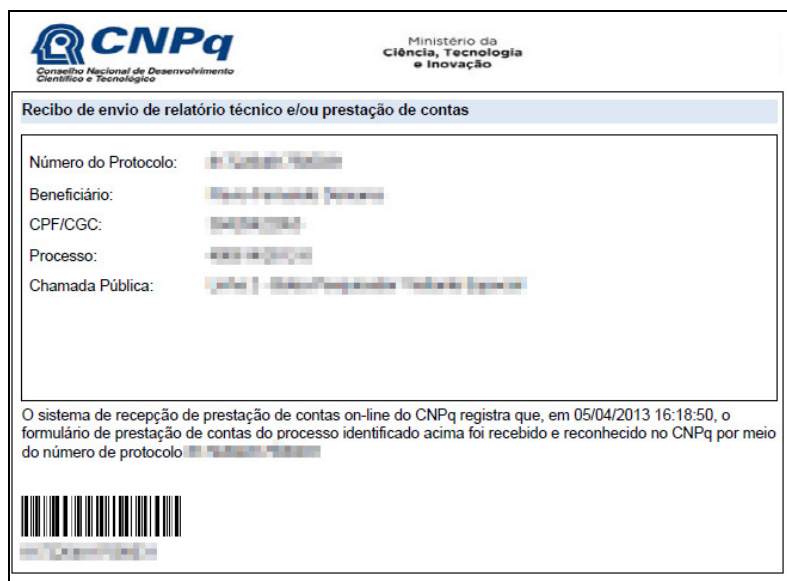 CNPq
Conselho Nacional de Desenvolvimento
Científico e Tecnológico
Ministério da
Ciência, Tecnologia
e Inovação
Recibo de envio de relatório técnico e/ou prestação de contas
Número do Protocolo:
Beneficiário:
CPF/CGC:
Processo:
Chamada Pública:
O sistema de recepção de prestação de contas on-line do CNPq registra que, em 05/04/2013 16:18:50, o
formulário de prestação de contas do processo identificado acima foi recebido e reconhecido no CNPq por meio
do número de protocolo